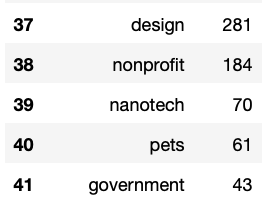 37 design 281
38 nonprofit 184
39 nanotech 70
40 pets 61
41 government 43